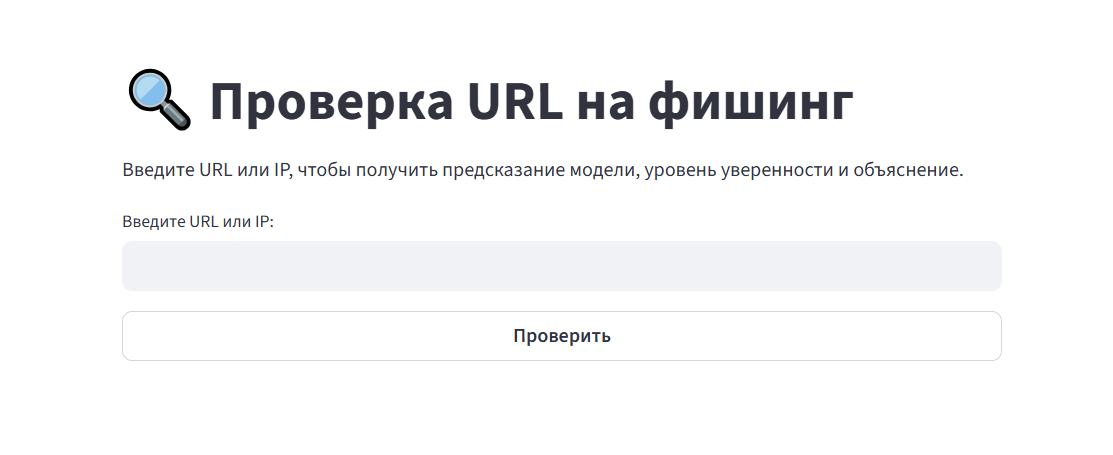 Проверка URL на фишинг
Введите URL или IP, чтобы получить предсказание модели, уровень уверенности и объяснение.
Введите URL или IP:
Проверить